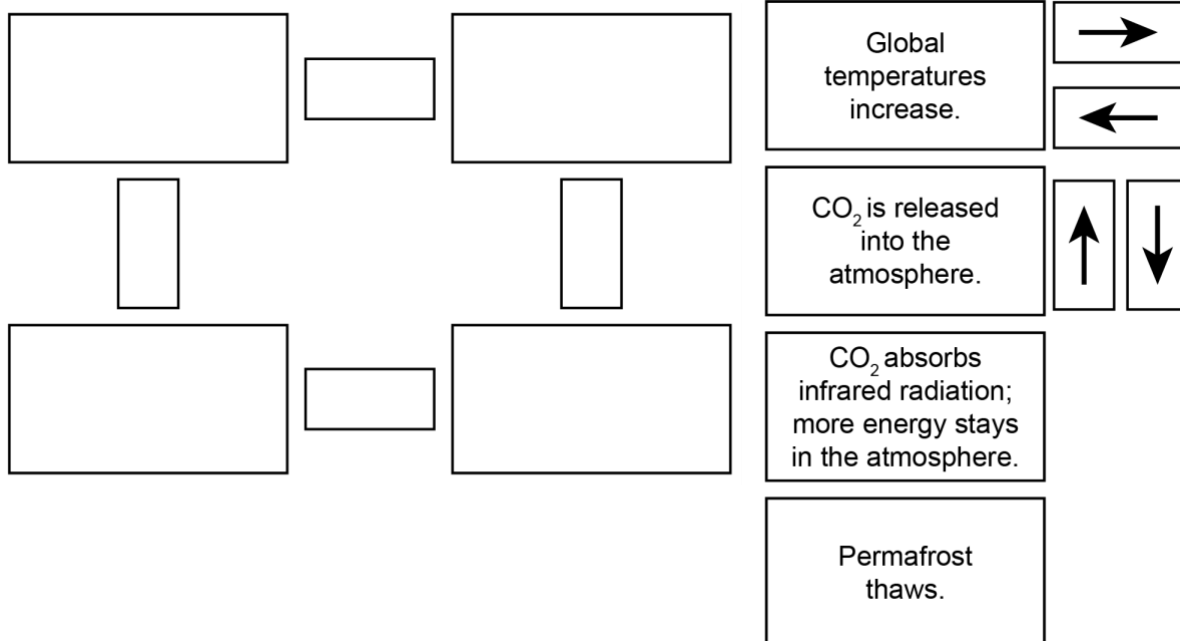 Global
temperatures
increase.
CO₂ is released
into the
atmosphere.
CO₂ absorbs
infrared radiation;
more energy stays
in the atmosphere.
Permafrost
thaws.